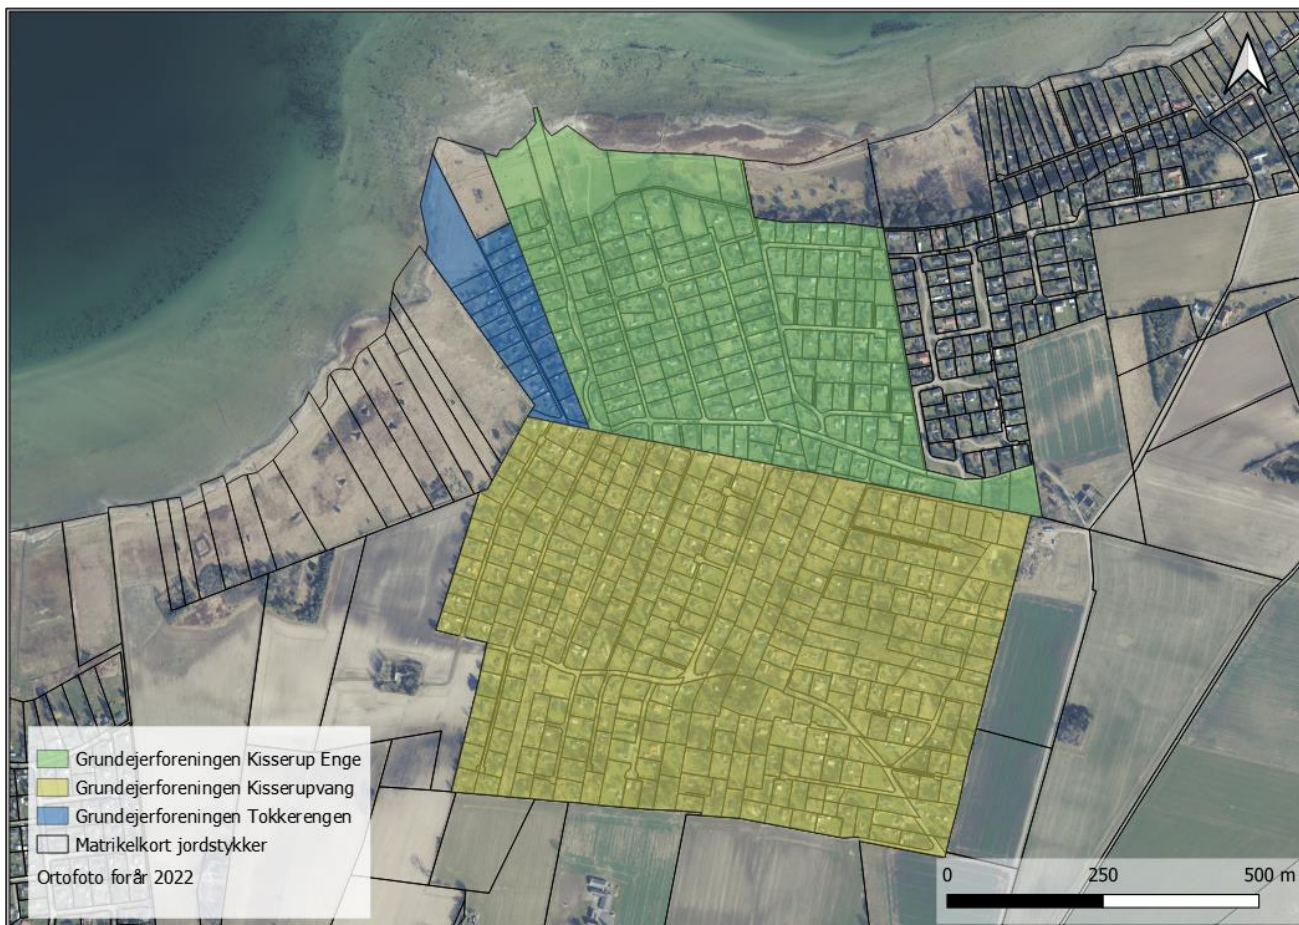 Grundejerforeningen Kisserup Enge
Grundejerforeningen Kisserupvang
Grundejerforeningen Tokkerengen
Matrikelkort jordstykker
Ortofoto forår 2022
0 250 500 m